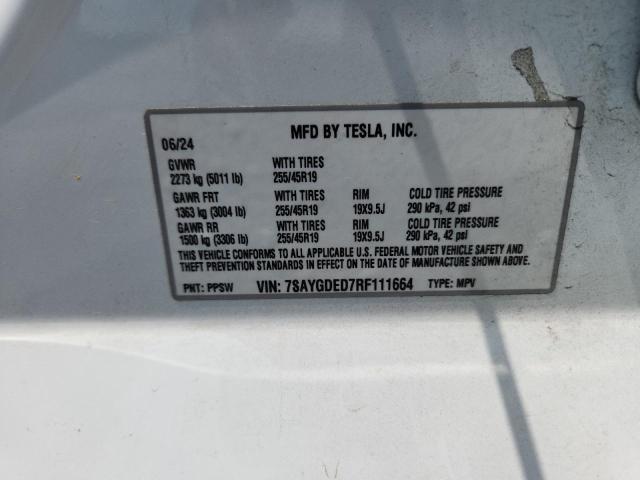 MFD BY TESLA, INC.
06/24
GVWR WITH TIRES
2273 kg (5011 lb) 255/45R19
GAWR FRT WITH TIRES RIM COLD TIRE PRESSURE
1363 kg (3004 lb) 255/45R19 19X9.5J 290 kPa, 42 psi
GAWR RR WITH TIRES RIM COLD TIRE PRESSURE
1500 kg (3306 lb) 255/45R19 19X9.5J 290 kPa, 42 psi
THIS VEHICLE CONFORMS TO ALL APPLICABLE U.S. FEDERAL MOTOR VEHICLE SAFETY AND
THEFT PREVENTION STANDARDS IN EFFECT ON THE DATE OF MANUFACTURE SHOWN ABOVE.
PNT: PPSW VIN: 7SAYGDED7RF111664 TYPE: MPV